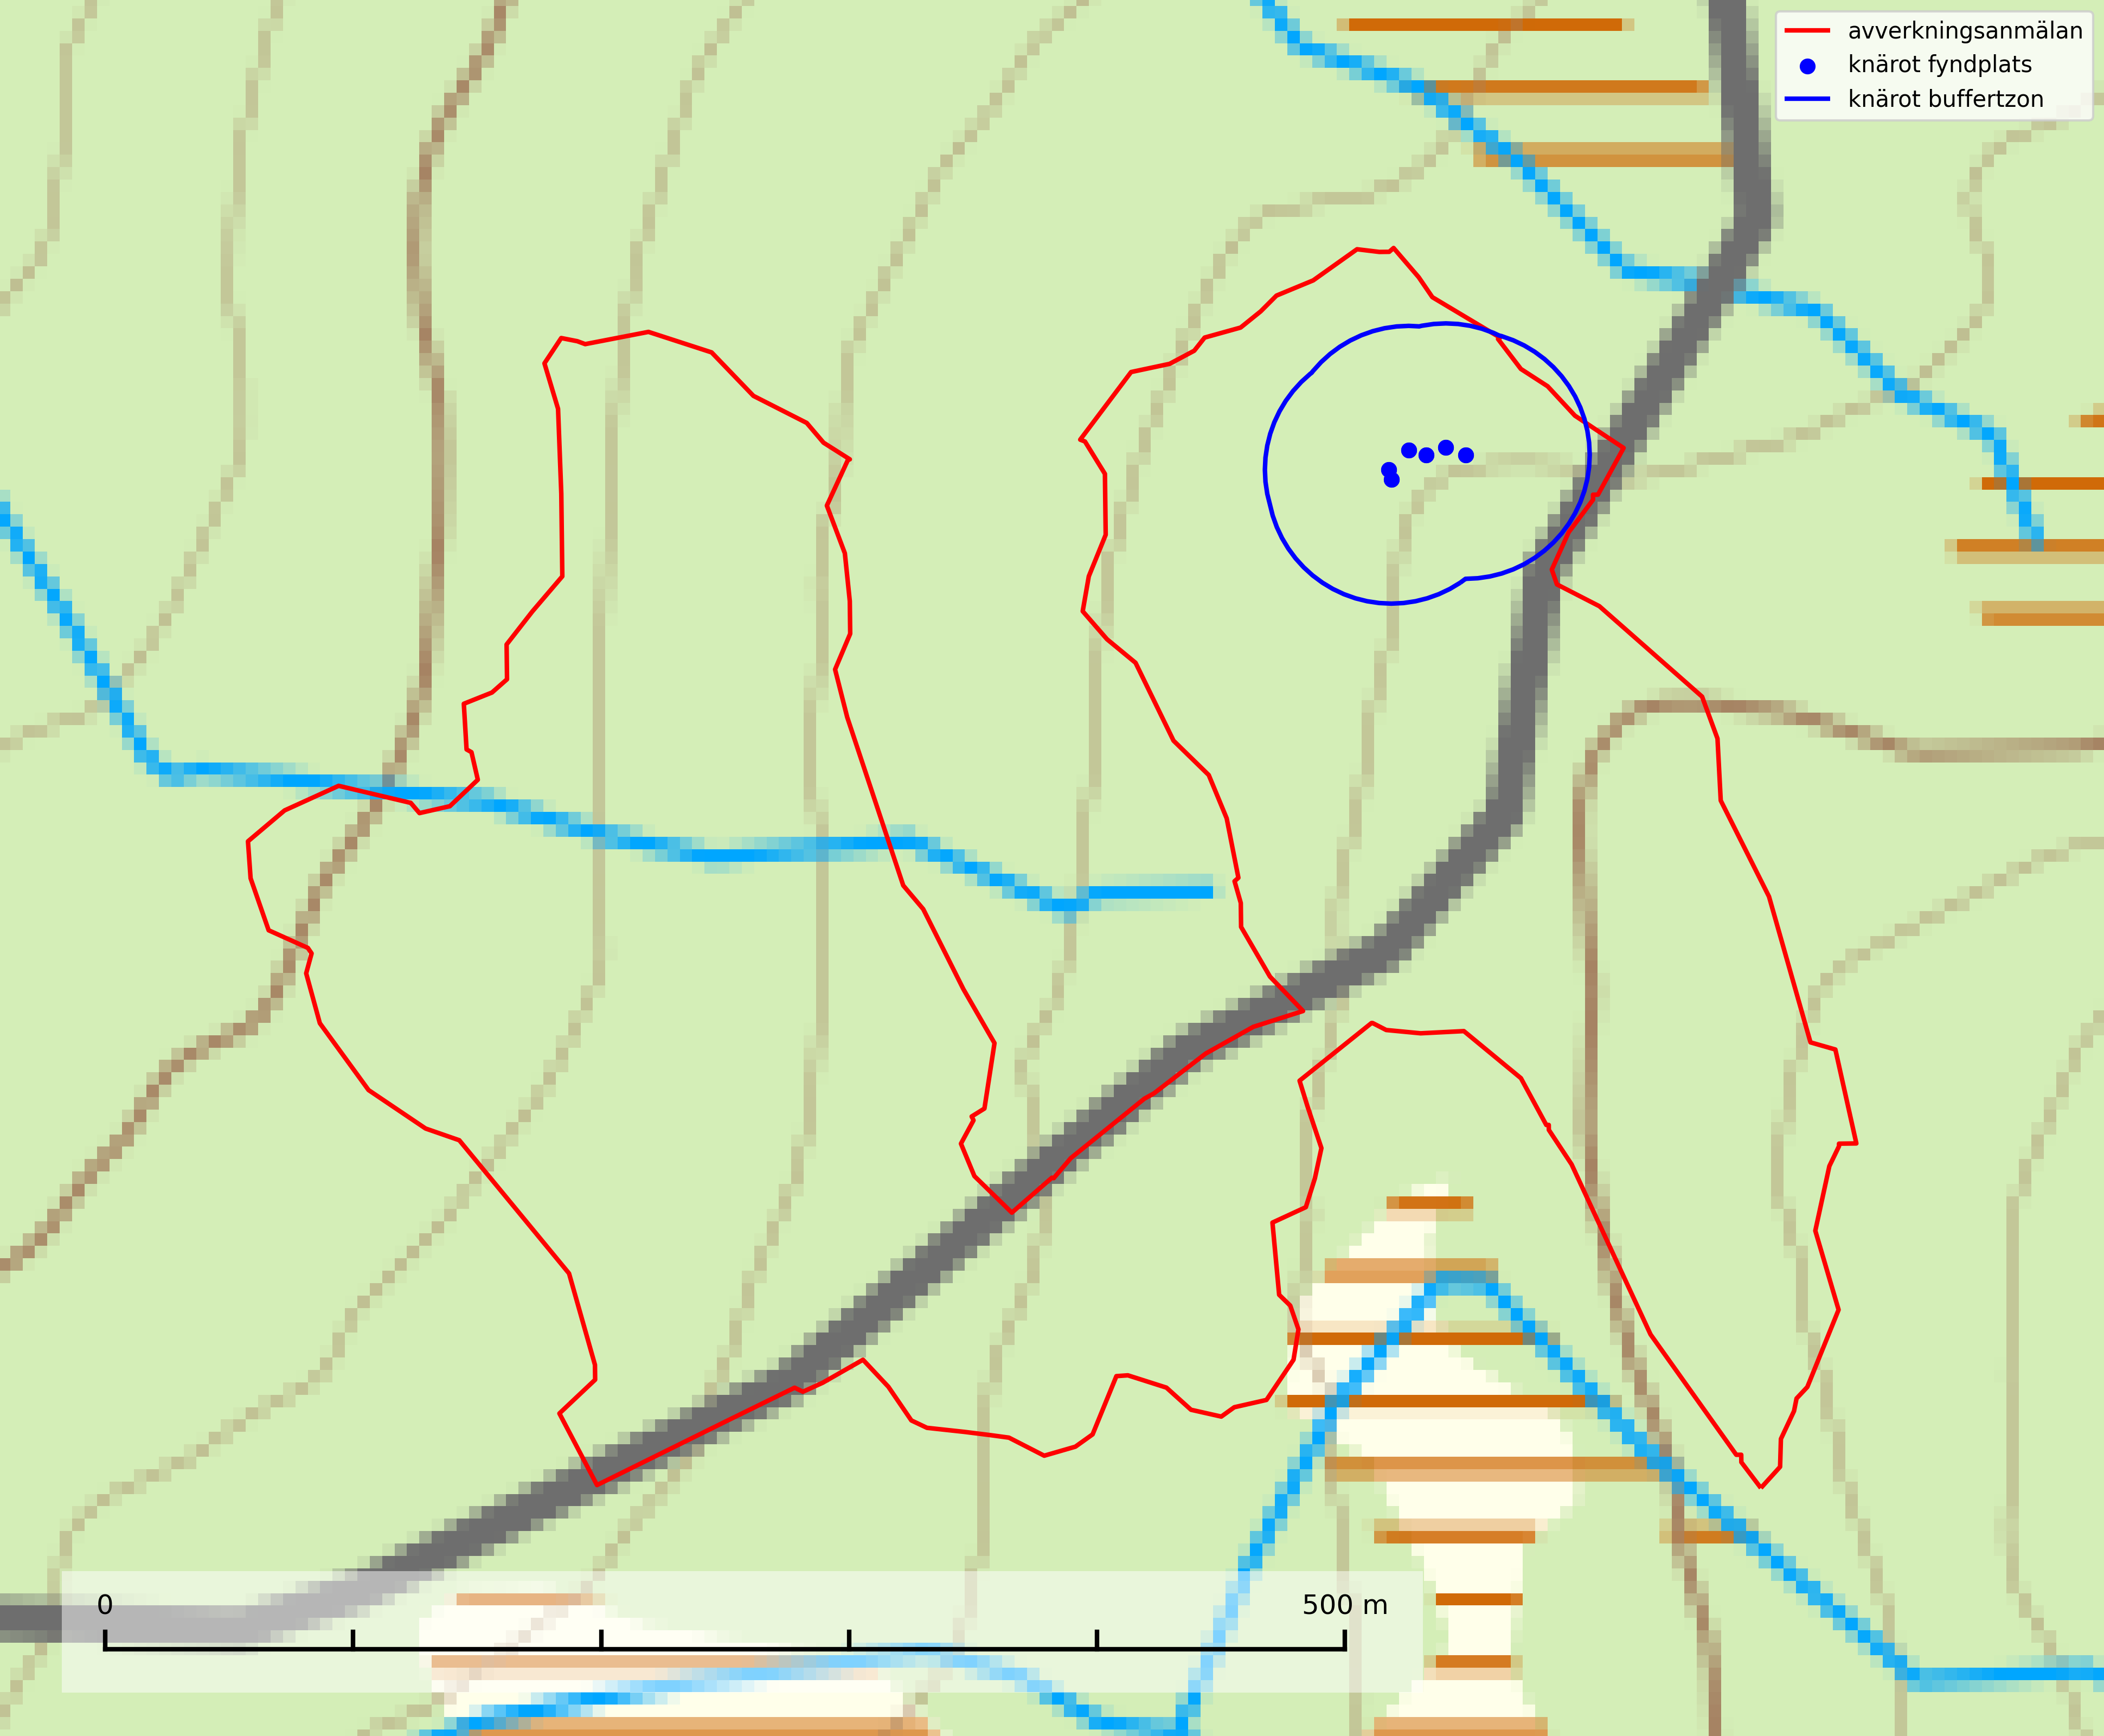 avverkningsanmälan
knärot fyndplats
knärot buffertzon
0
500 m